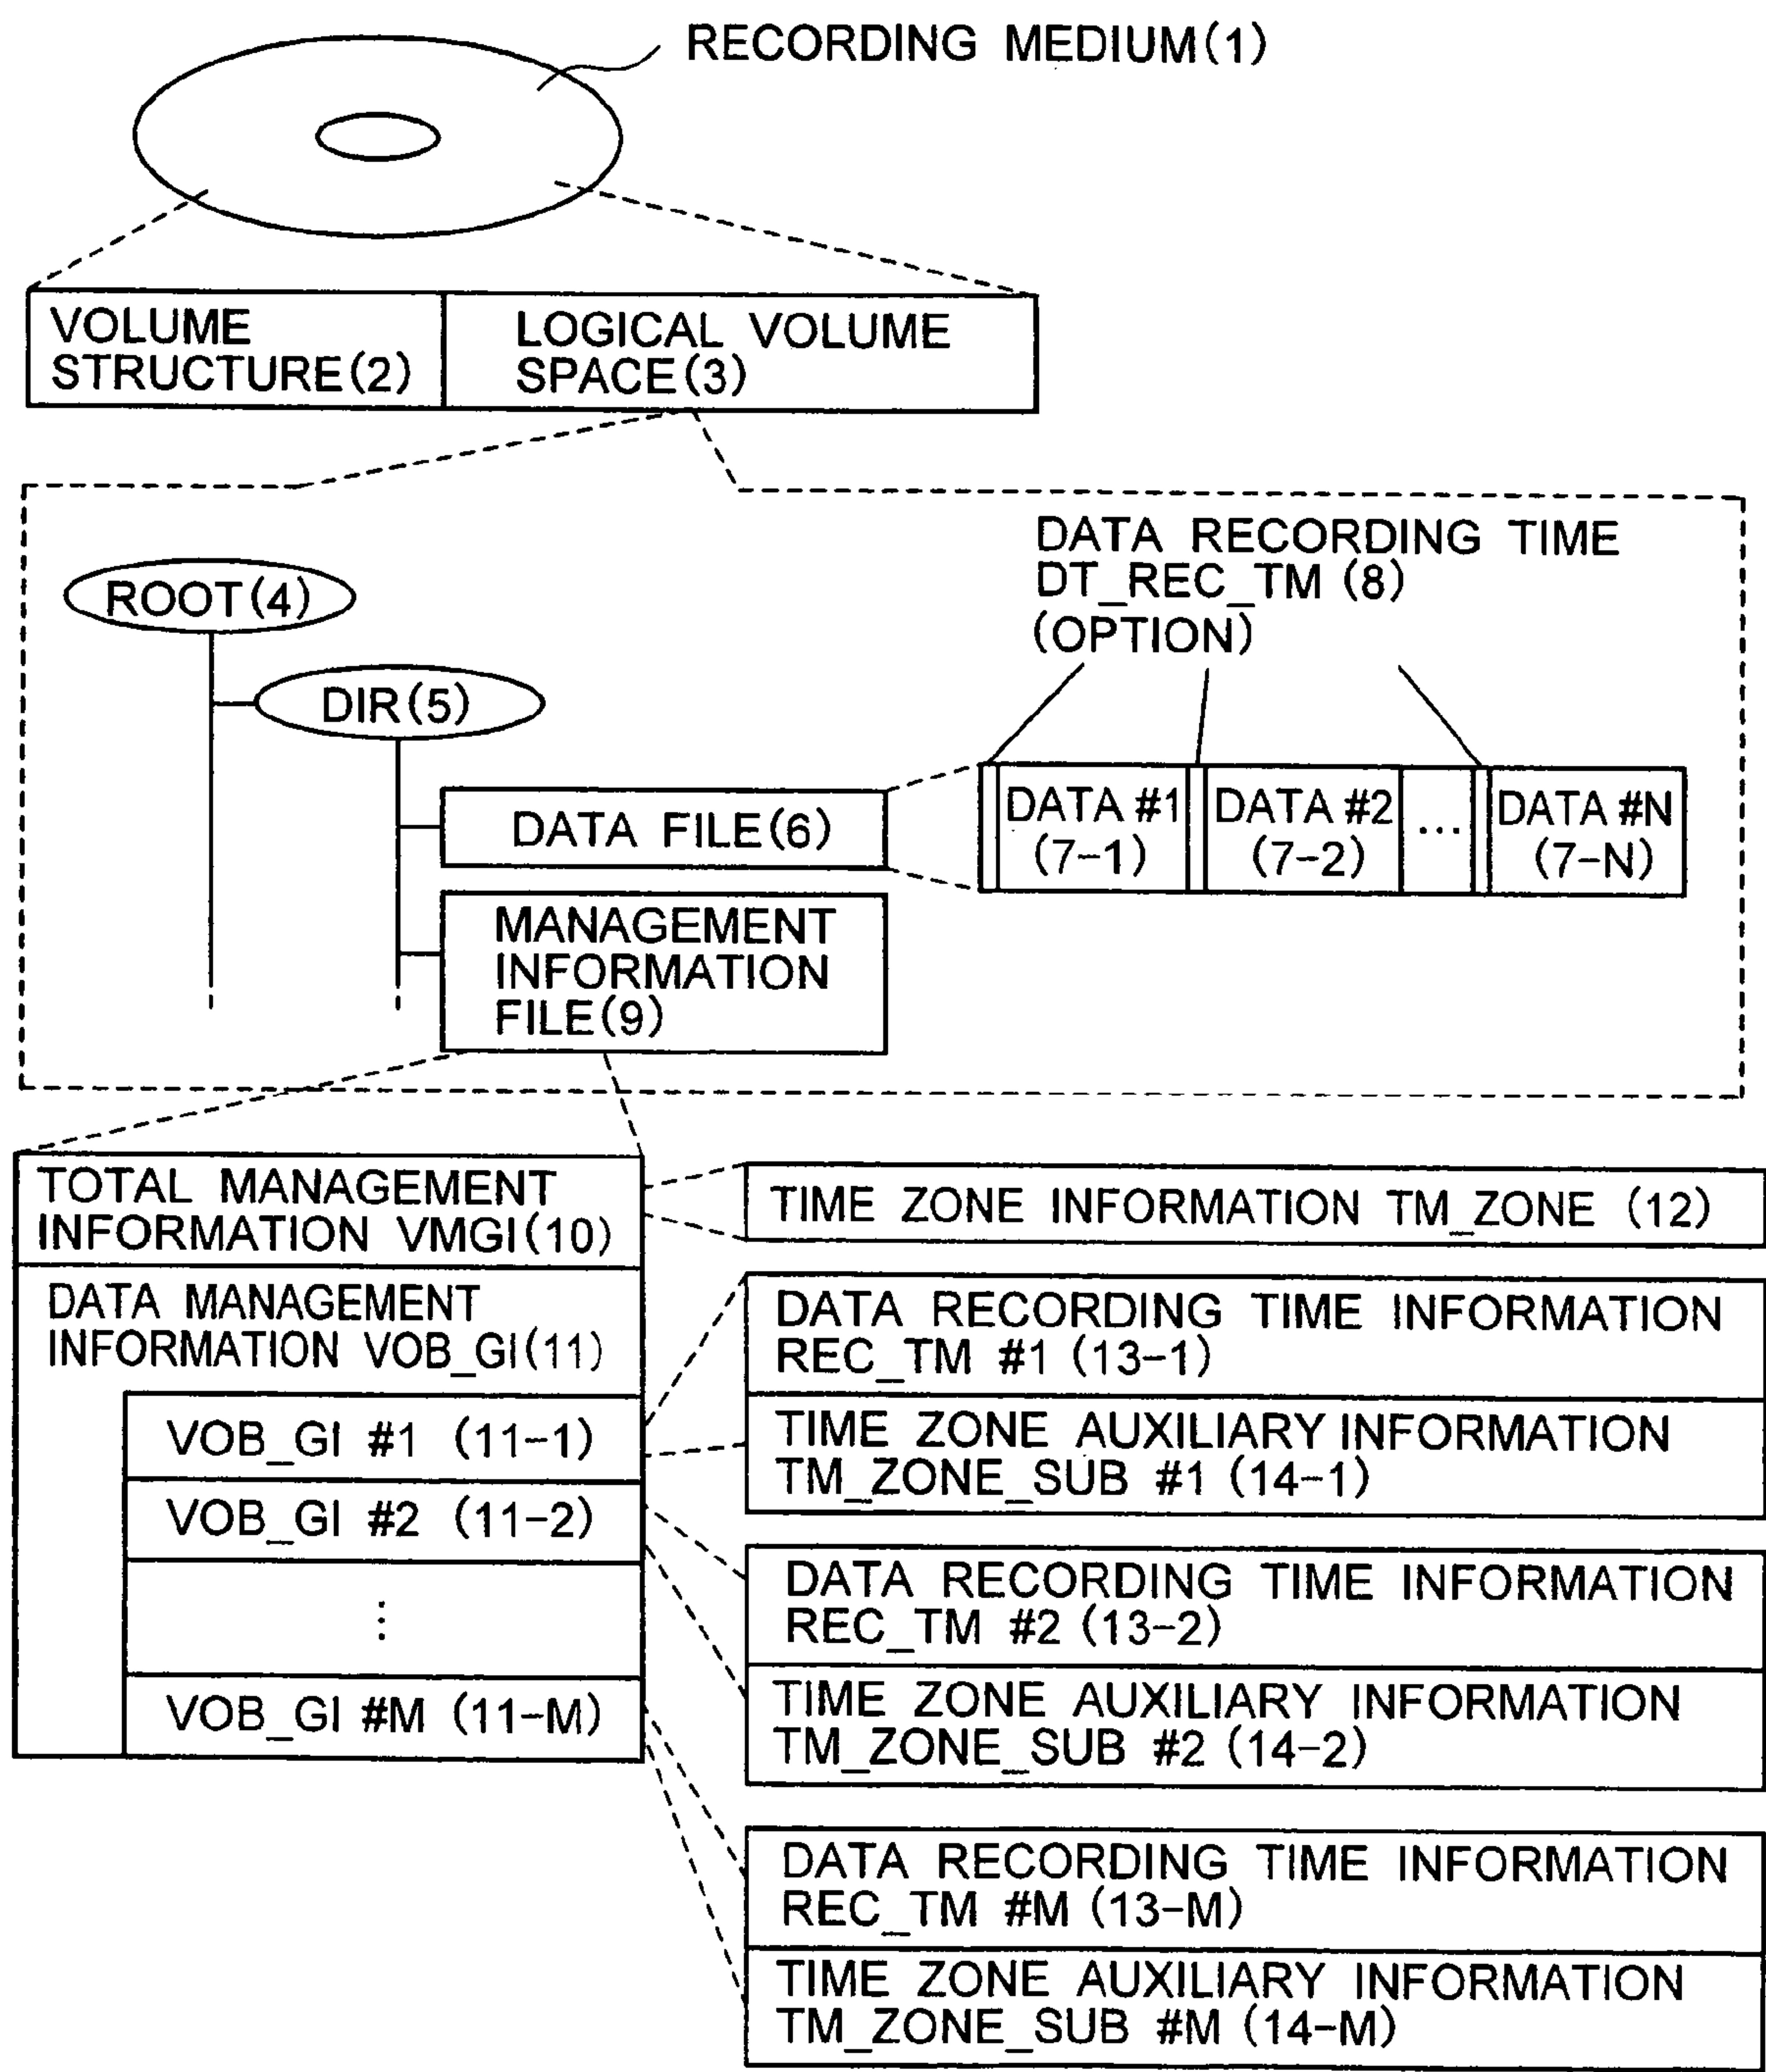 RECORDING MEDIUM(1)
VOLUME
STRUCTURE(2)
LOGICAL VOLUME
SPACE(3)
ROOT(4)
DIR(5)
DATA RECORDING TIME
DT_REC_TM (8)
(OPTION)
DATA FILE(6)
DATA #1
(7-1)
DATA #2
(7-2)
...
DATA #N
(7-N)
MANAGEMENT
INFORMATION
FILE(9)
TOTAL MANAGEMENT
INFORMATION VMGI(10)
TIME ZONE INFORMATION TM_ZONE (12)
DATA MANAGEMENT
INFORMATION VOB_GI(11)
VOB_GI #1 (11-1)
VOB_GI #2 (11-2)
⋮
VOB_GI #M (11-M)
DATA RECORDING TIME INFORMATION
REC_TM #1 (13-1)
TIME ZONE AUXILIARY INFORMATION
TM_ZONE_SUB #1 (14-1)
DATA RECORDING TIME INFORMATION
REC_TM #2 (13-2)
TIME ZONE AUXILIARY INFORMATION
TM_ZONE_SUB #2 (14-2)
DATA RECORDING TIME INFORMATION
REC_TM #M (13-M)
TIME ZONE AUXILIARY INFORMATION
TM_ZONE_SUB #M (14-M)